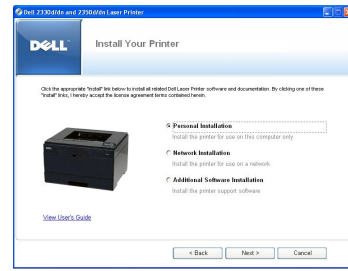 Dell 2330d/dn and 2350d/dn Laser Printer
DELL
Install Your Printer
Click the appropriate "Install" link below to install all related Dell Laser Printer software and documentation. By clicking one of these
"Install" links, I hereby accept the license agreement terms contained herein.
Personal Installation
Install the printer for use on this computer only
Network Installation
Install the printer for use on a network
Additional Software Installation
Install the printer support software
View User's Guide
< Back Next > Cancel